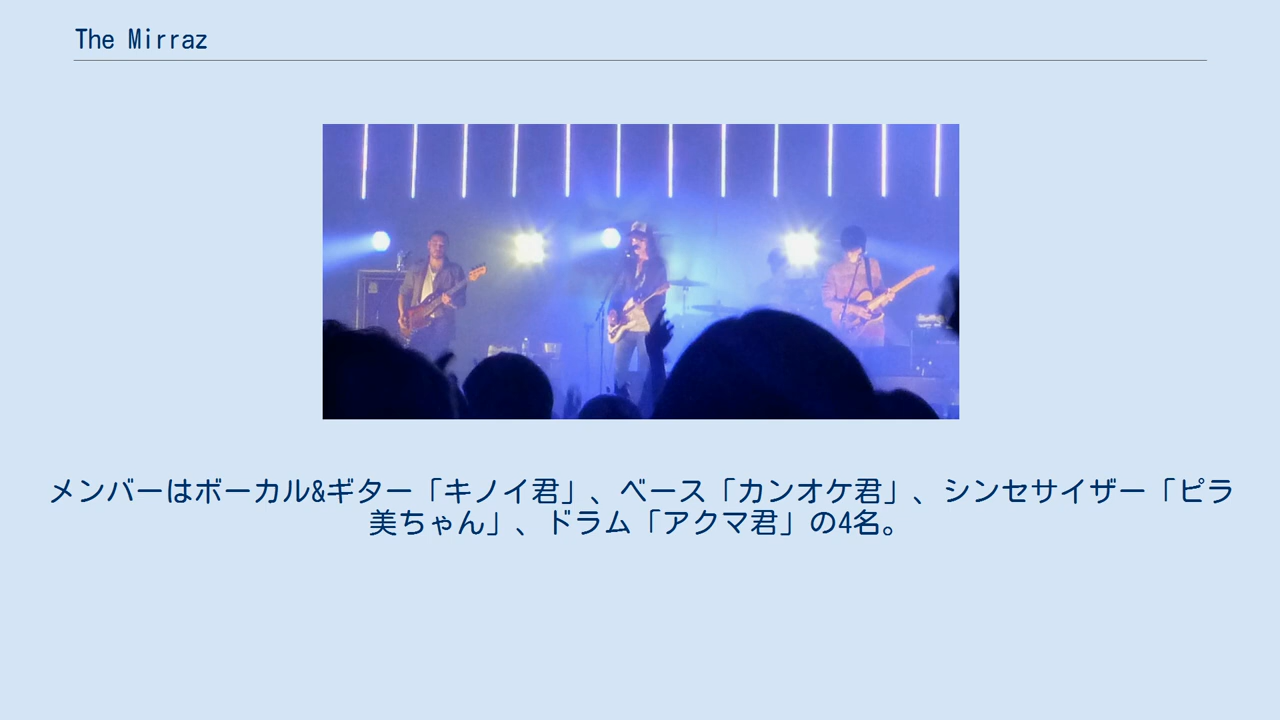 The Mirraz
メンバーはボーカル&ギター「キノイ君」、ベース「カンオケ君」、シンセサイザー「ピラ
美ちゃん」、ドラム「アクマ君」の4名。